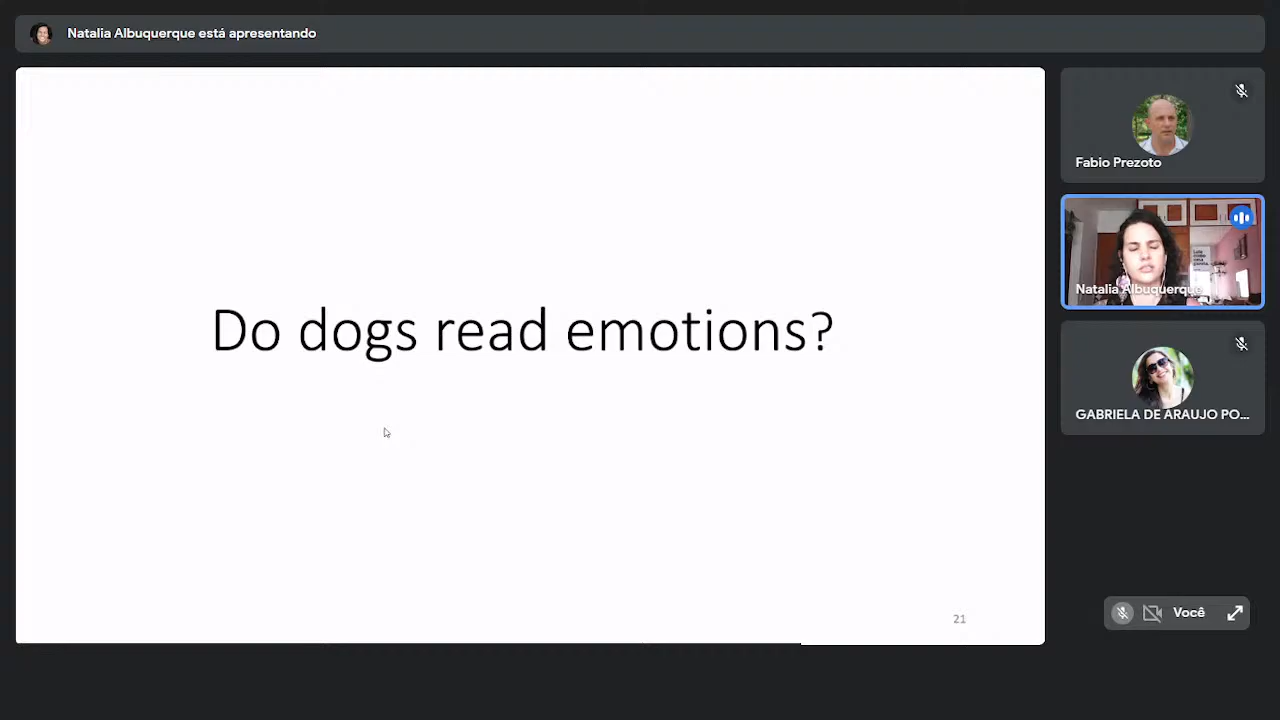 Natalia Albuquerque está apresentando
Do dogs read emotions?
21
Fabio Prezoto
Natalia Albuquerque
GABRIELA DE ARAUJO PO...
Você